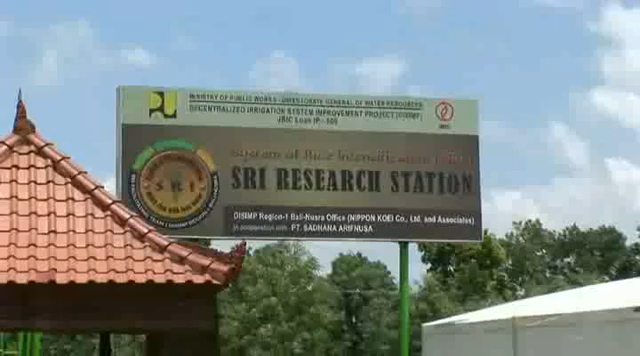 MINISTRY OF PUBLIC WORKS - DIRECTORATE GENERAL OF WATER RESOURCES
DECENTRALIZED IRRIGATION SYSTEM IMPROVEMENT PROJECT (DISIMP)
JBIC Loan IP - 509
System of Rice Intensification
SRI RESEARCH STATION
SRI
DISIMP Region-1 Bali-Nusra Office (NIPPON KOEI Co., Ltd. and Associates)
in cooperation with PT. SADHANA ARIFNUSA